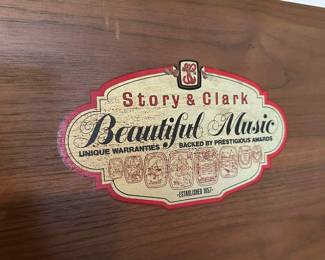 Story & Clark
Beautiful Music
UNIQUE WARRANTIES BACKED BY PRESTIGIOUS AWARDS
·ESTABLISHED 1857·